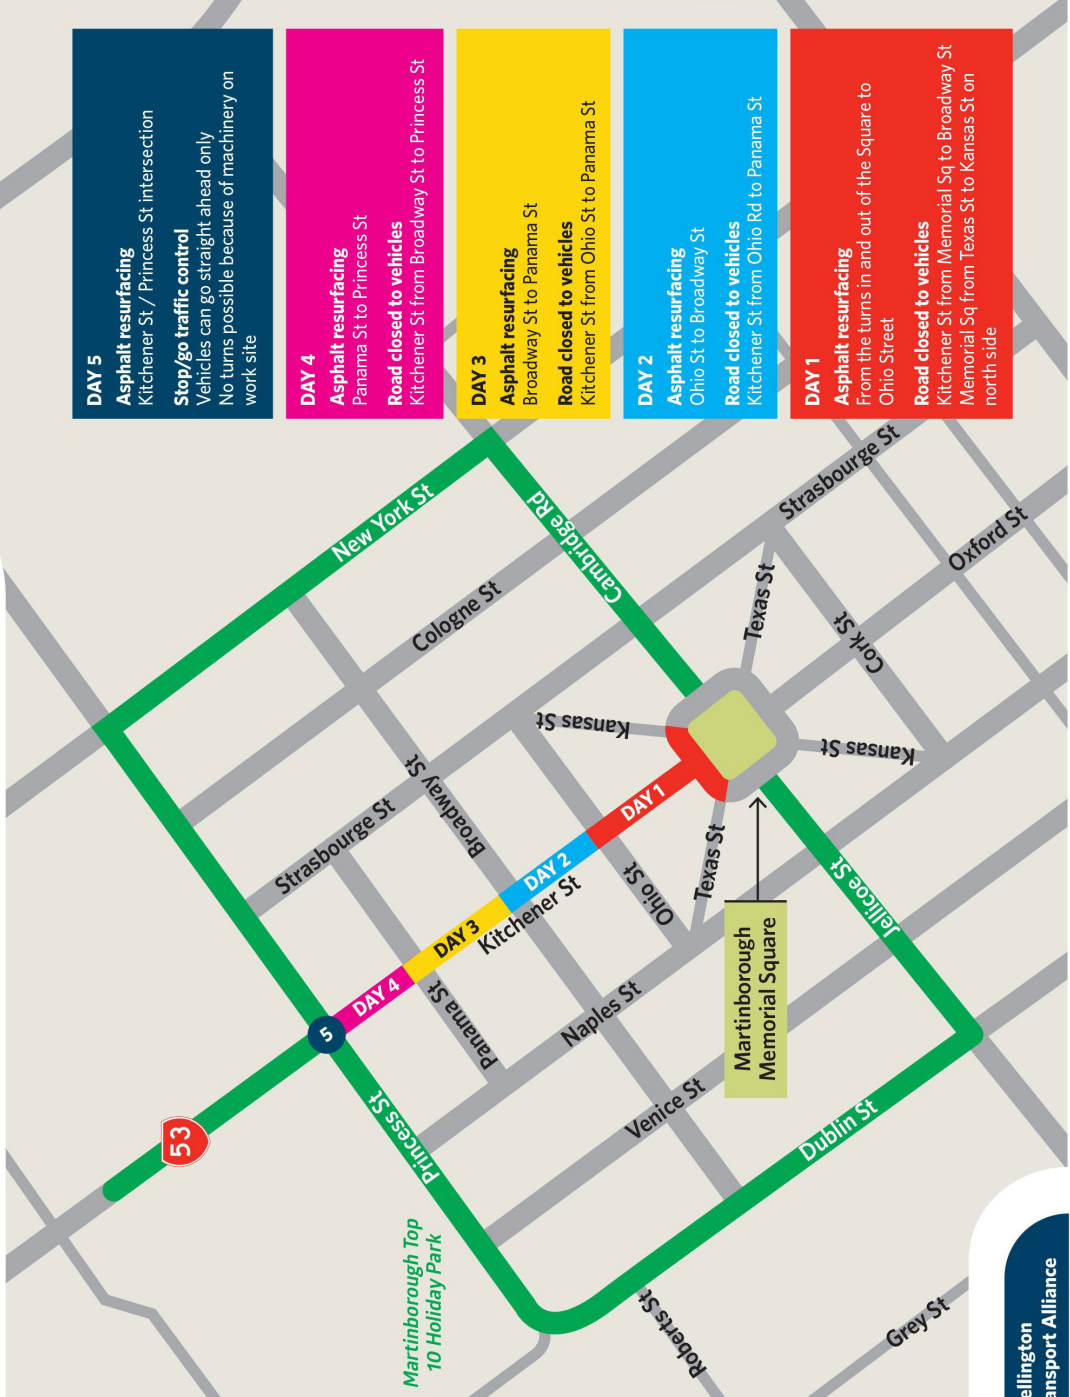 DAY 5
Asphalt resurfacing
Kitchener St / Princess St intersection
Stop/go traffic control
Vehicles can go straight ahead only
No turns possible because of machinery on
work site
DAY 4
Asphalt resurfacing
Panama St to Princess St
Road closed to vehicles
Kitchener St from Broadway St to Princess St
DAY 3
Asphalt resurfacing
Broadway St to Panama St
Road closed to vehicles
Kitchener St from Ohio St to Panama St
DAY 2
Asphalt resurfacing
Ohio St to Broadway St
Road closed to vehicles
Kitchener St from Ohio Rd to Panama St
DAY 1
Asphalt resurfacing
From the turns in and out of the Square to
Ohio Street
Road closed to vehicles
Kitchener St from Memorial Sq to Broadway St
Memorial Sq from Texas St to Kansas St on
north side
53
5
DAY 4
DAY 3
DAY 2
DAY 1
Kitchener St
New York St
Cambridge Rd
Cologne St
Strasbourge St
Broadway St
Kansas St
Texas St
Strasbourge St
Oxford St
Cork St
Kansas St
Texas St
Ohio St
Panama St
Naples St
Venice St
Princess St
Jellicoe St
Dublin St
Martinborough
Memorial Square
Martinborough Top
10 Holiday Park
Roberts St
Grey St
ellington
ansport Alliance